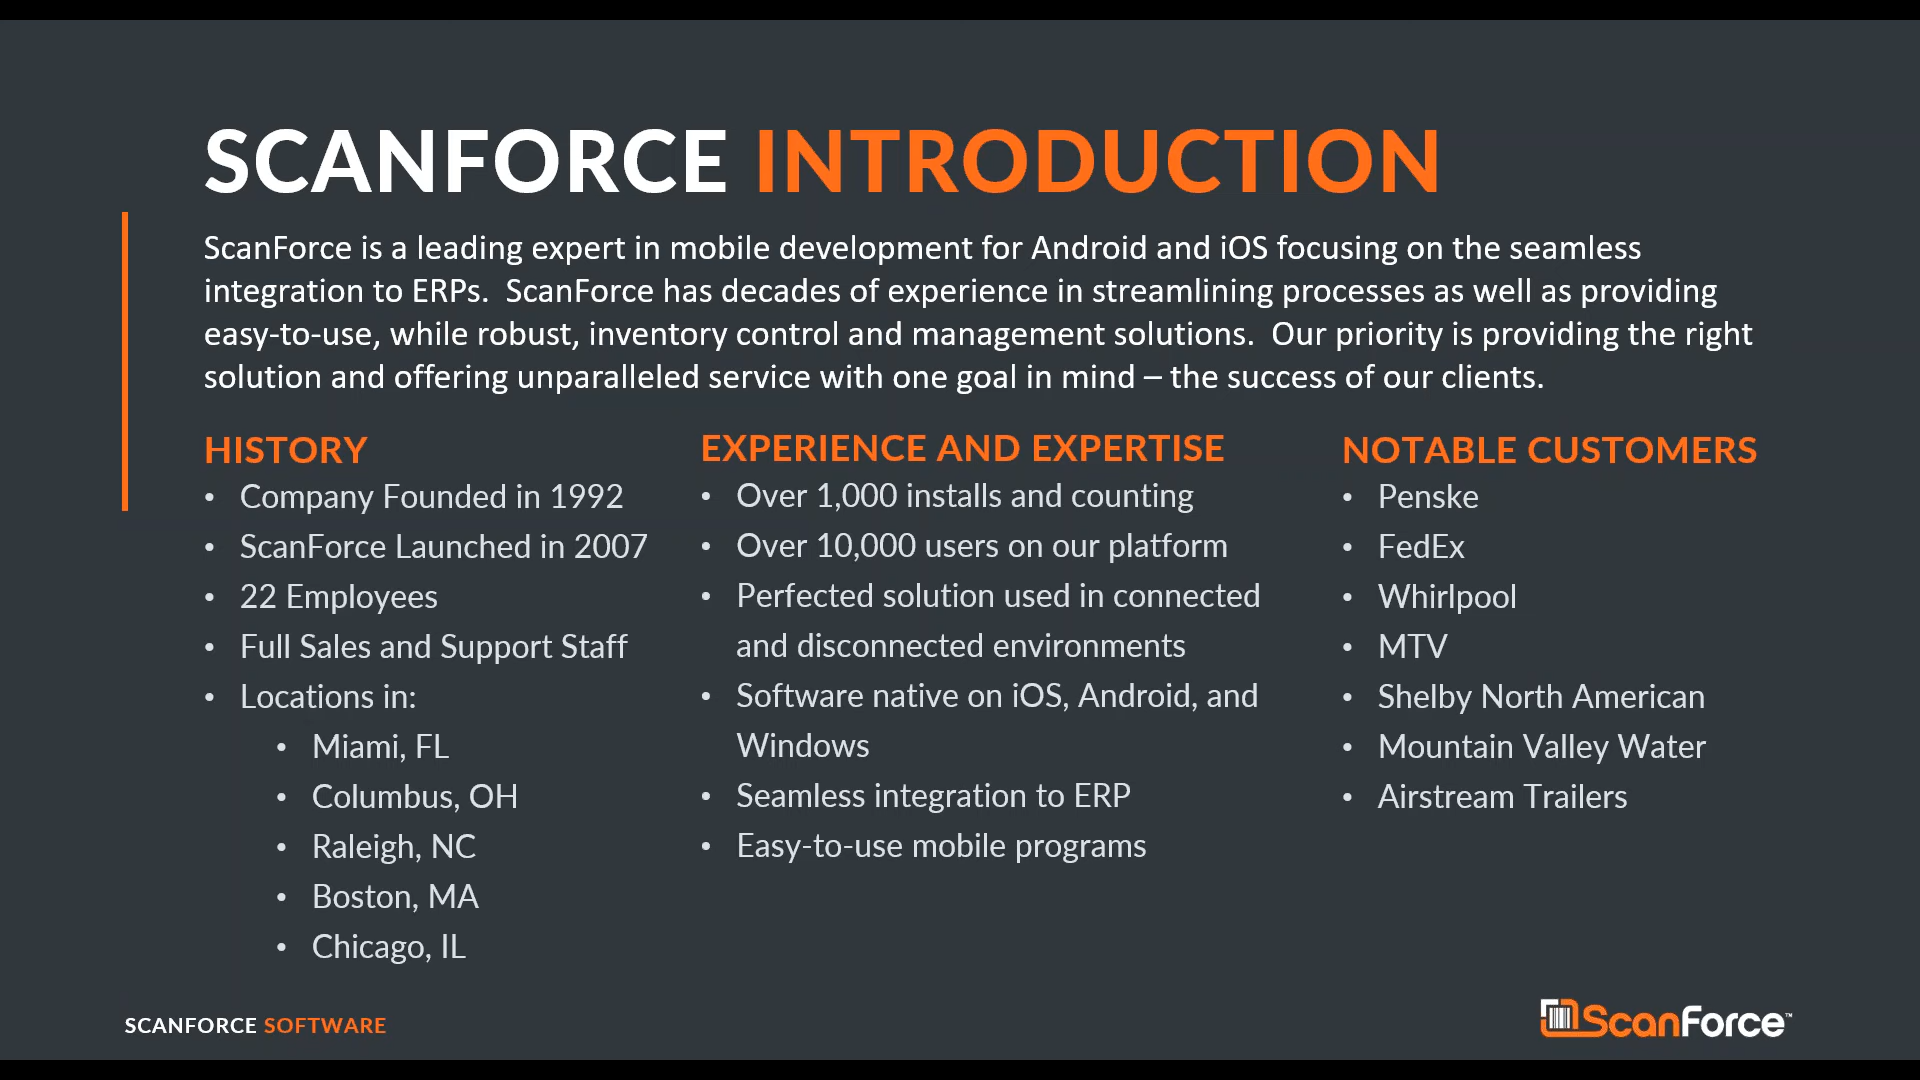 SCANFORCE INTRODUCTION
ScanForce is a leading expert in mobile development for Android and iOS focusing on the seamless
integration to ERPs.  ScanForce has decades of experience in streamlining processes as well as providing
easy-to-use, while robust, inventory control and management solutions.  Our priority is providing the right
solution and offering unparalleled service with one goal in mind – the success of our clients.
HISTORY
• Company Founded in 1992
• ScanForce Launched in 2007
• 22 Employees
• Full Sales and Support Staff
• Locations in:
• Miami, FL
• Columbus, OH
• Raleigh, NC
• Boston, MA
• Chicago, IL
EXPERIENCE AND EXPERTISE
• Over 1,000 installs and counting
• Over 10,000 users on our platform
• Perfected solution used in connected
and disconnected environments
• Software native on iOS, Android, and
Windows
• Seamless integration to ERP
• Easy-to-use mobile programs
NOTABLE CUSTOMERS
• Penske
• FedEx
• Whirlpool
• MTV
• Shelby North American
• Mountain Valley Water
• Airstream Trailers
SCANFORCE SOFTWARE
ScanForce™